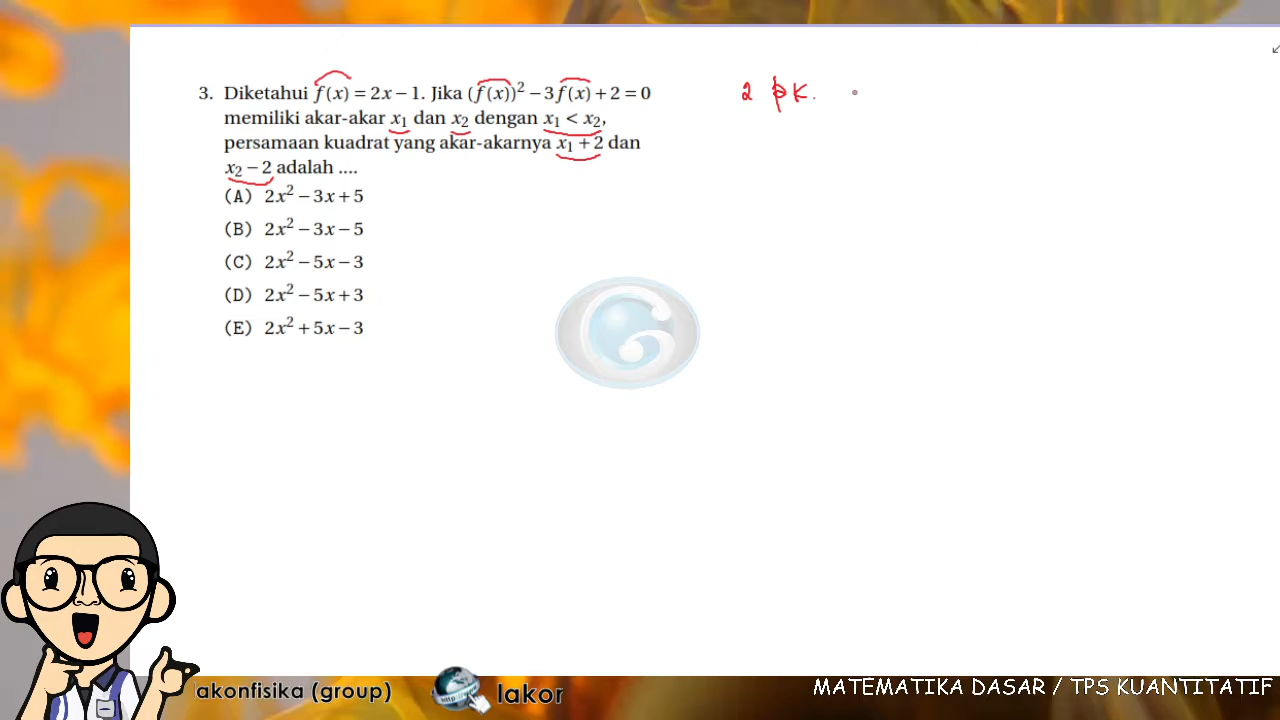 3. Diketahui f(x) = 2x − 1. Jika (f(x))² − 3f(x) + 2 = 0
memiliki akar-akar x₁ dan x₂ dengan x₁ < x₂,
persamaan kuadrat yang akar-akarnya x₁ + 2 dan
x₂ − 2 adalah ....
(A) 2x² − 3x + 5
(B) 2x² − 3x − 5
(C) 2x² − 5x − 3
(D) 2x² − 5x + 3
(E) 2x² + 5x − 3
2 PK.
lakonfisika (group)
lakor
MATEMATIKA DASAR / TPS KUANTITATIF